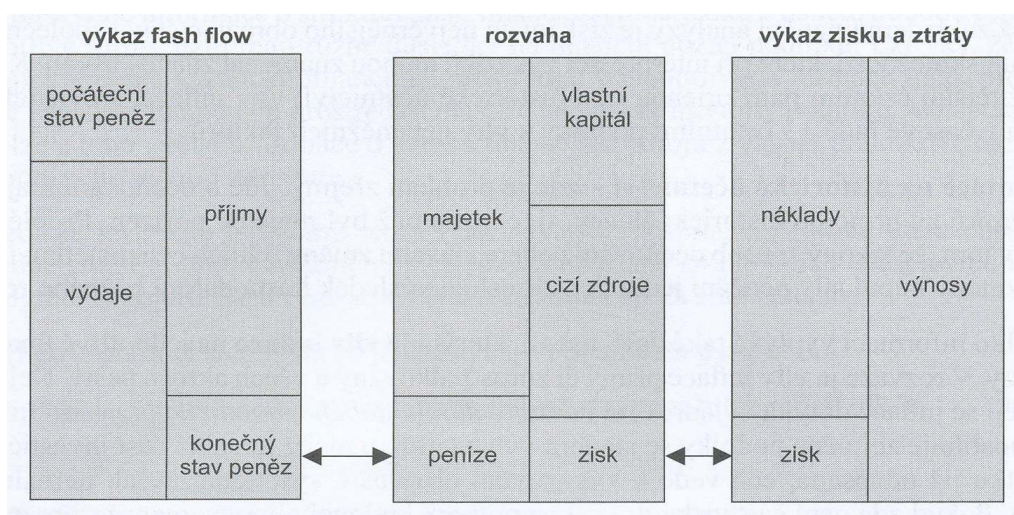 výkaz fash flow
rozvaha
výkaz zisku a ztráty
počáteční
stav peněz
příjmy
výdaje
konečný
stav peněz
vlastní
kapitál
majetek
cizí zdroje
peníze
zisk
náklady
výnosy
zisk